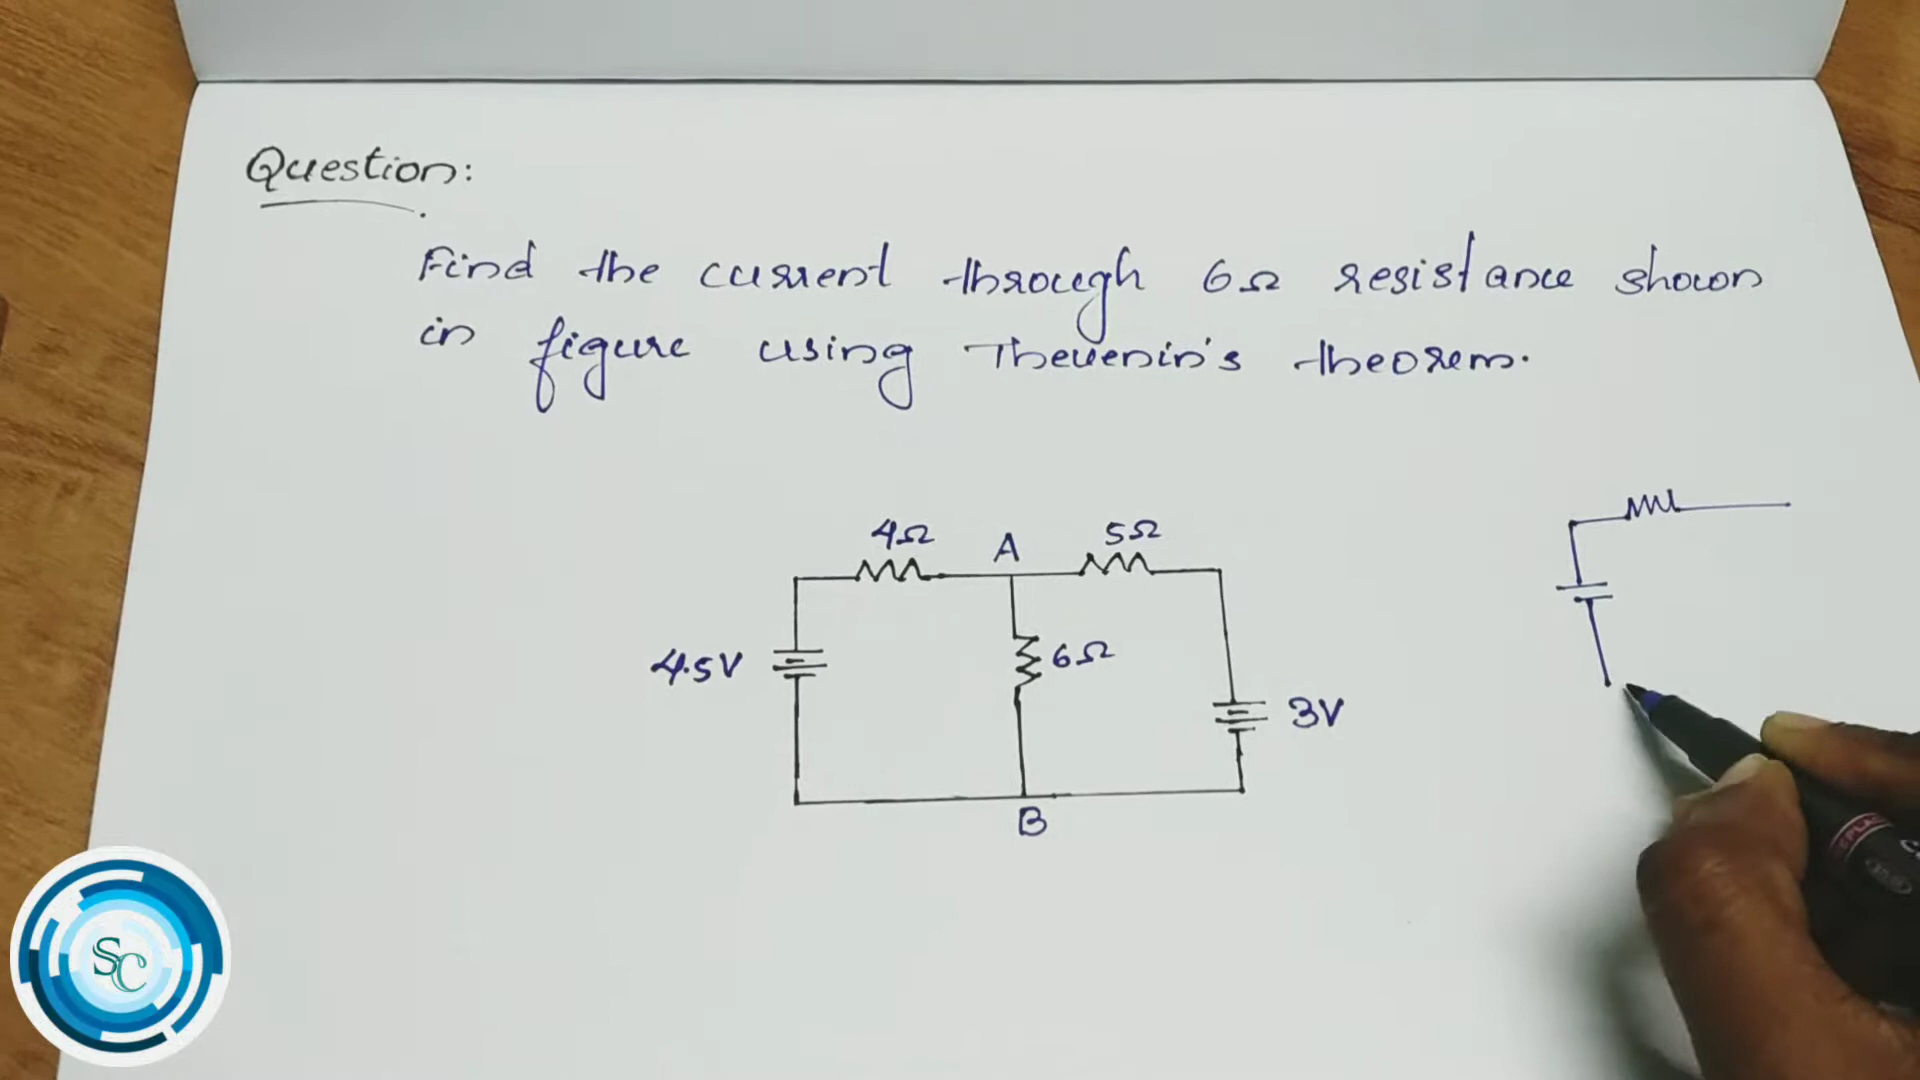 Question:
Find the current through 6Ω resistance shown
in figure using Thevenin's theorem.
4Ω
A
5Ω
4.5V
6Ω
3V
B
SC